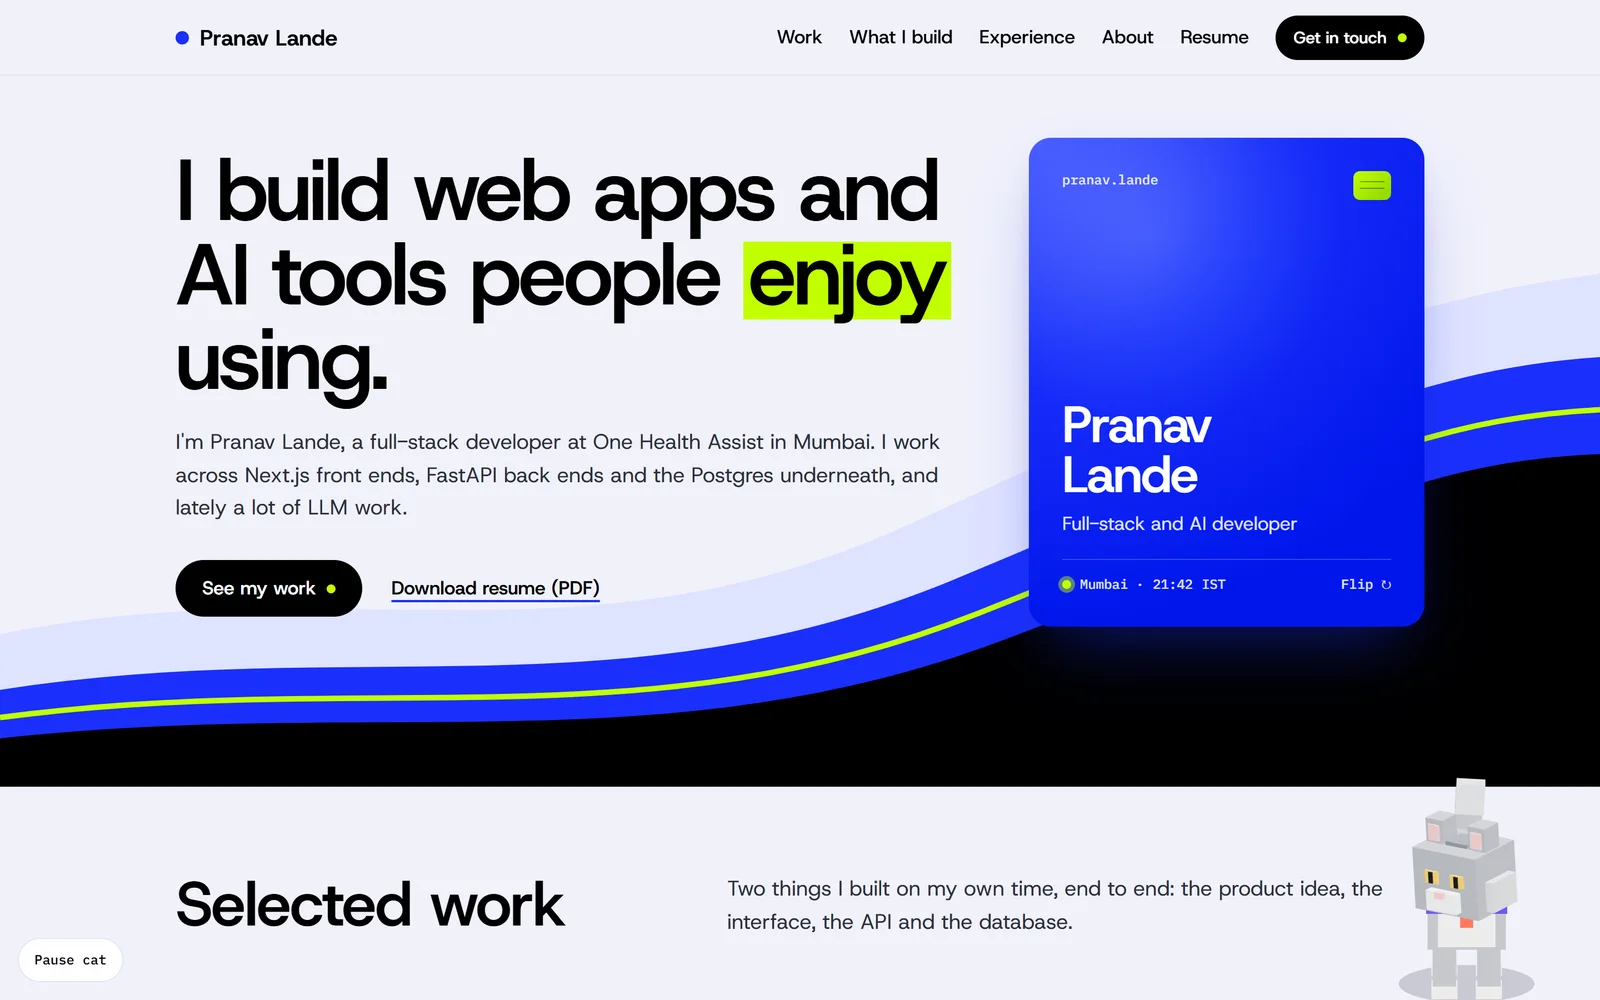 Pranav Lande
Work
What I build
Experience
About
Resume
Get in touch
I build web apps and
AI tools people enjoy
using.
I'm Pranav Lande, a full-stack developer at One Health Assist in Mumbai. I work
across Next.js front ends, FastAPI back ends and the Postgres underneath, and
lately a lot of LLM work.
See my work
Download resume (PDF)
pranav.lande
Pranav
Lande
Full-stack and AI developer
Mumbai · 21:42 IST
Flip ↻
Selected work
Two things I built on my own time, end to end: the product idea, the
interface, the API and the database.
Pause cat